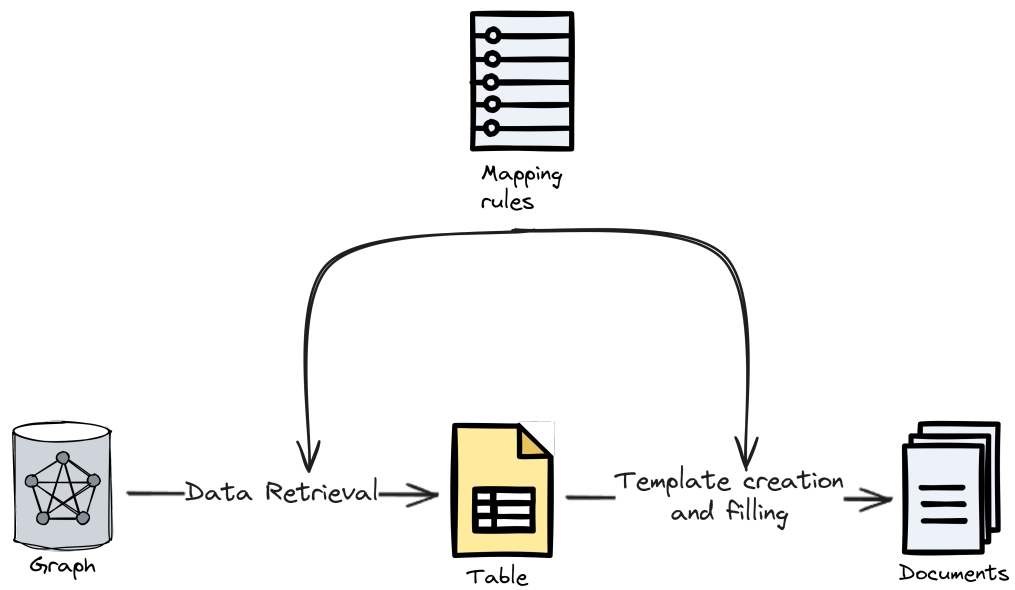 Mapping
rules
Data Retrieval
Template creation
and filling
Graph
Table
Documents